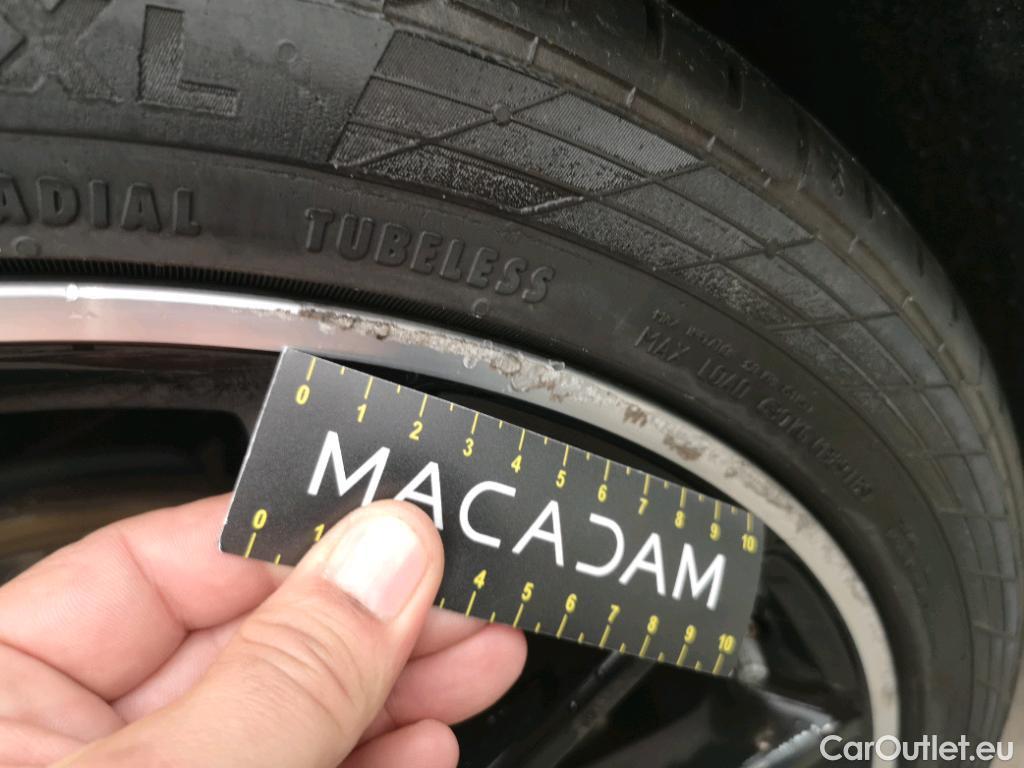 XL
ADIAL TUBELESS
MAX LOAD
0 1 2 3 4 5 6 7 8 9 10
MACADAM
0 1 4 5 6 7 8 9 10
CarOutlet.eu